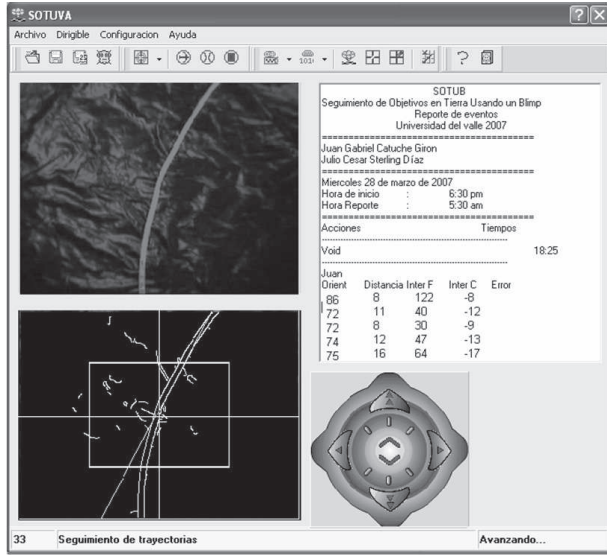 SOTUVA
Archivo Dirigible Configuracion Ayuda
SOTUB
Seguimiento de Objetivos en Tierra Usando un Blimp
Reporte de eventos
Universidad del valle 2007
========================================
Juan Gabriel Catuche Giron
Julio Cesar Sterling Díaz
========================================
Miercoles 28 de marzo de 2007
Hora de inicio : 6:30 pm
Hora Reporte : 5:30 am
========================================
Acciones Tiempos
Void 18:25
Juan
Orient Distancia Inter F Inter C Error
86 8 122 -8
72 11 40 -12
72 8 30 -9
74 12 47 -13
75 16 64 -17
33 Seguimiento de trayectorias Avanzando...